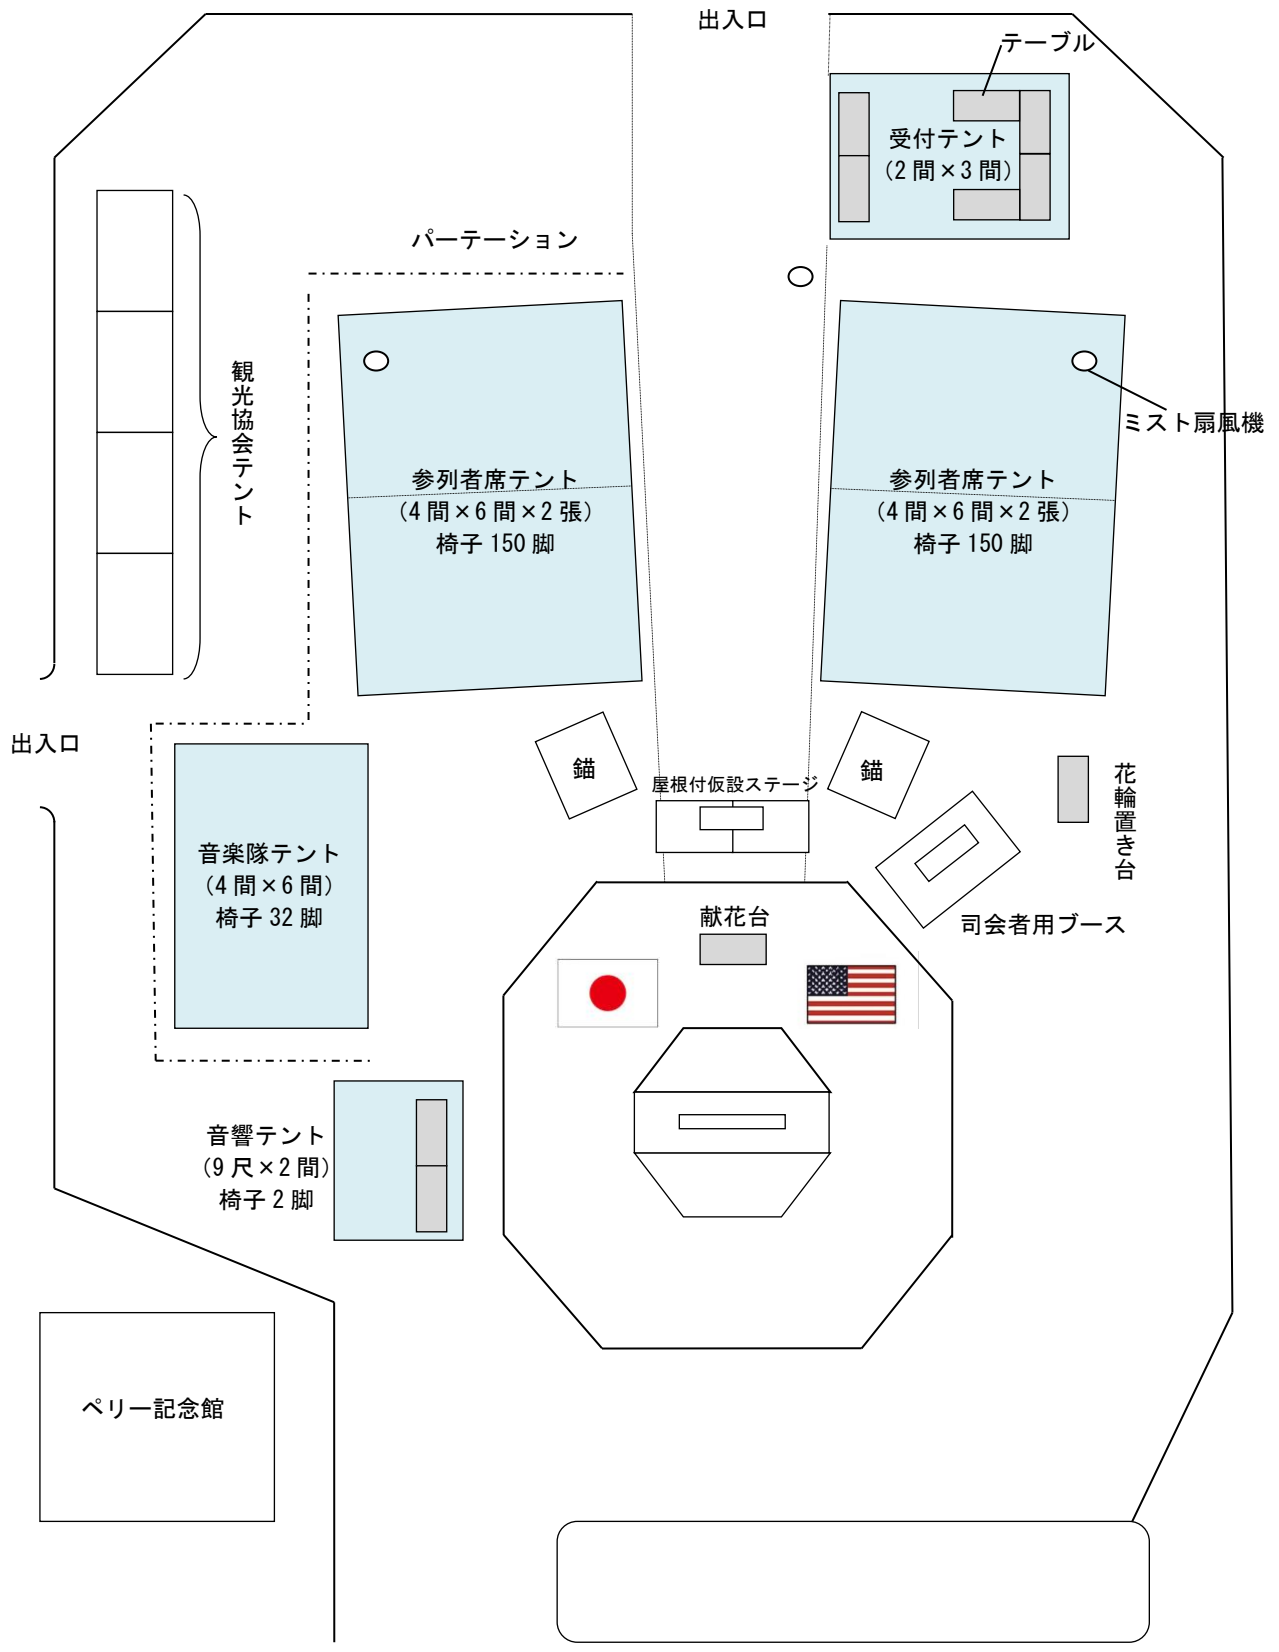 出入口
テーブル
受付テント
(2間×3間)
パーテーション
観光協会テント
ミスト扇風機
参列者席テント
(4間×6間×2張)
椅子150脚
参列者席テント
(4間×6間×2張)
椅子150脚
出入口
錨
錨
屋根付仮設ステージ
花輪置き台
音楽隊テント
(4間×6間)
椅子32脚
献花台
司会者用ブース
音響テント
(9尺×2間)
椅子2脚
ペリー記念館